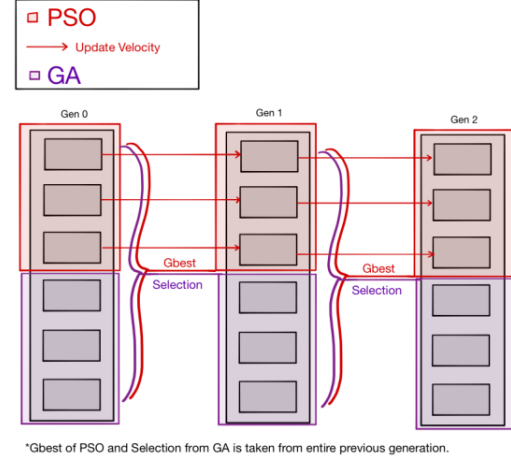 PSO
Update Velocity
GA
Gen 0
Gen 1
Gen 2
Gbest
Selection
Gbest
Selection
*Gbest of PSO and Selection from GA is taken from entire previous generation.